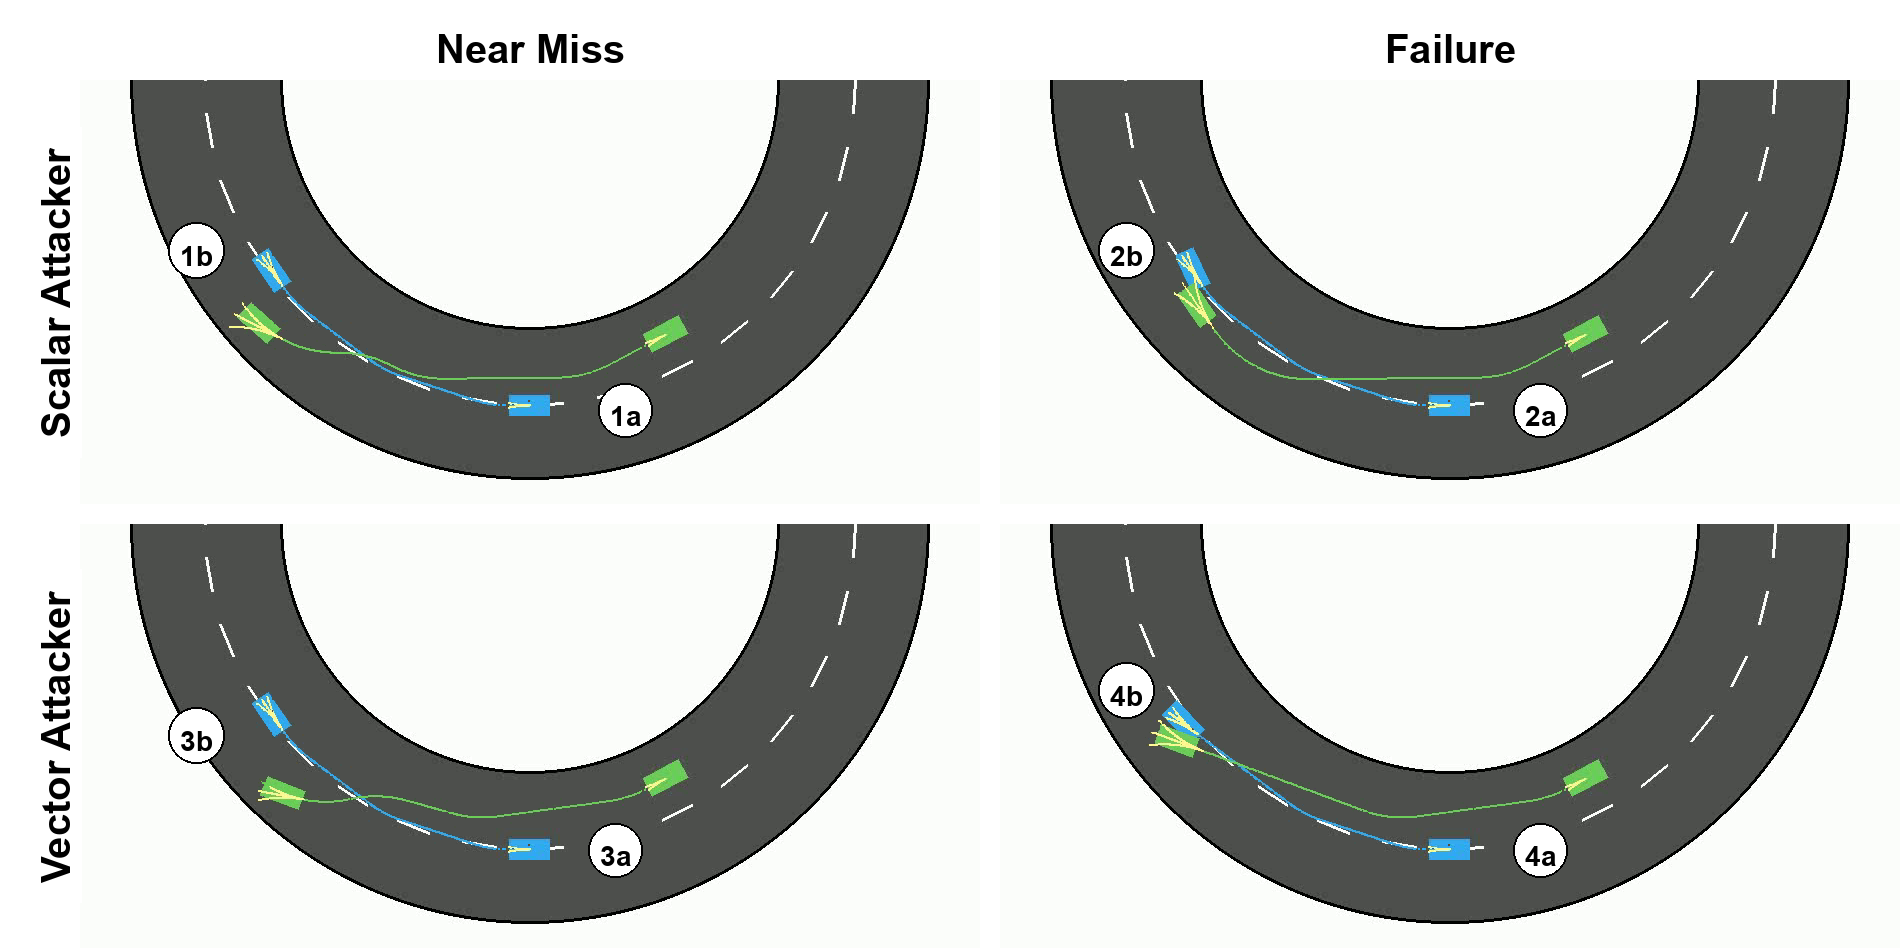 Near Miss
Failure
Scalar Attacker
1b
1a
2b
2a
Vector Attacker
3b
3a
4b
4a